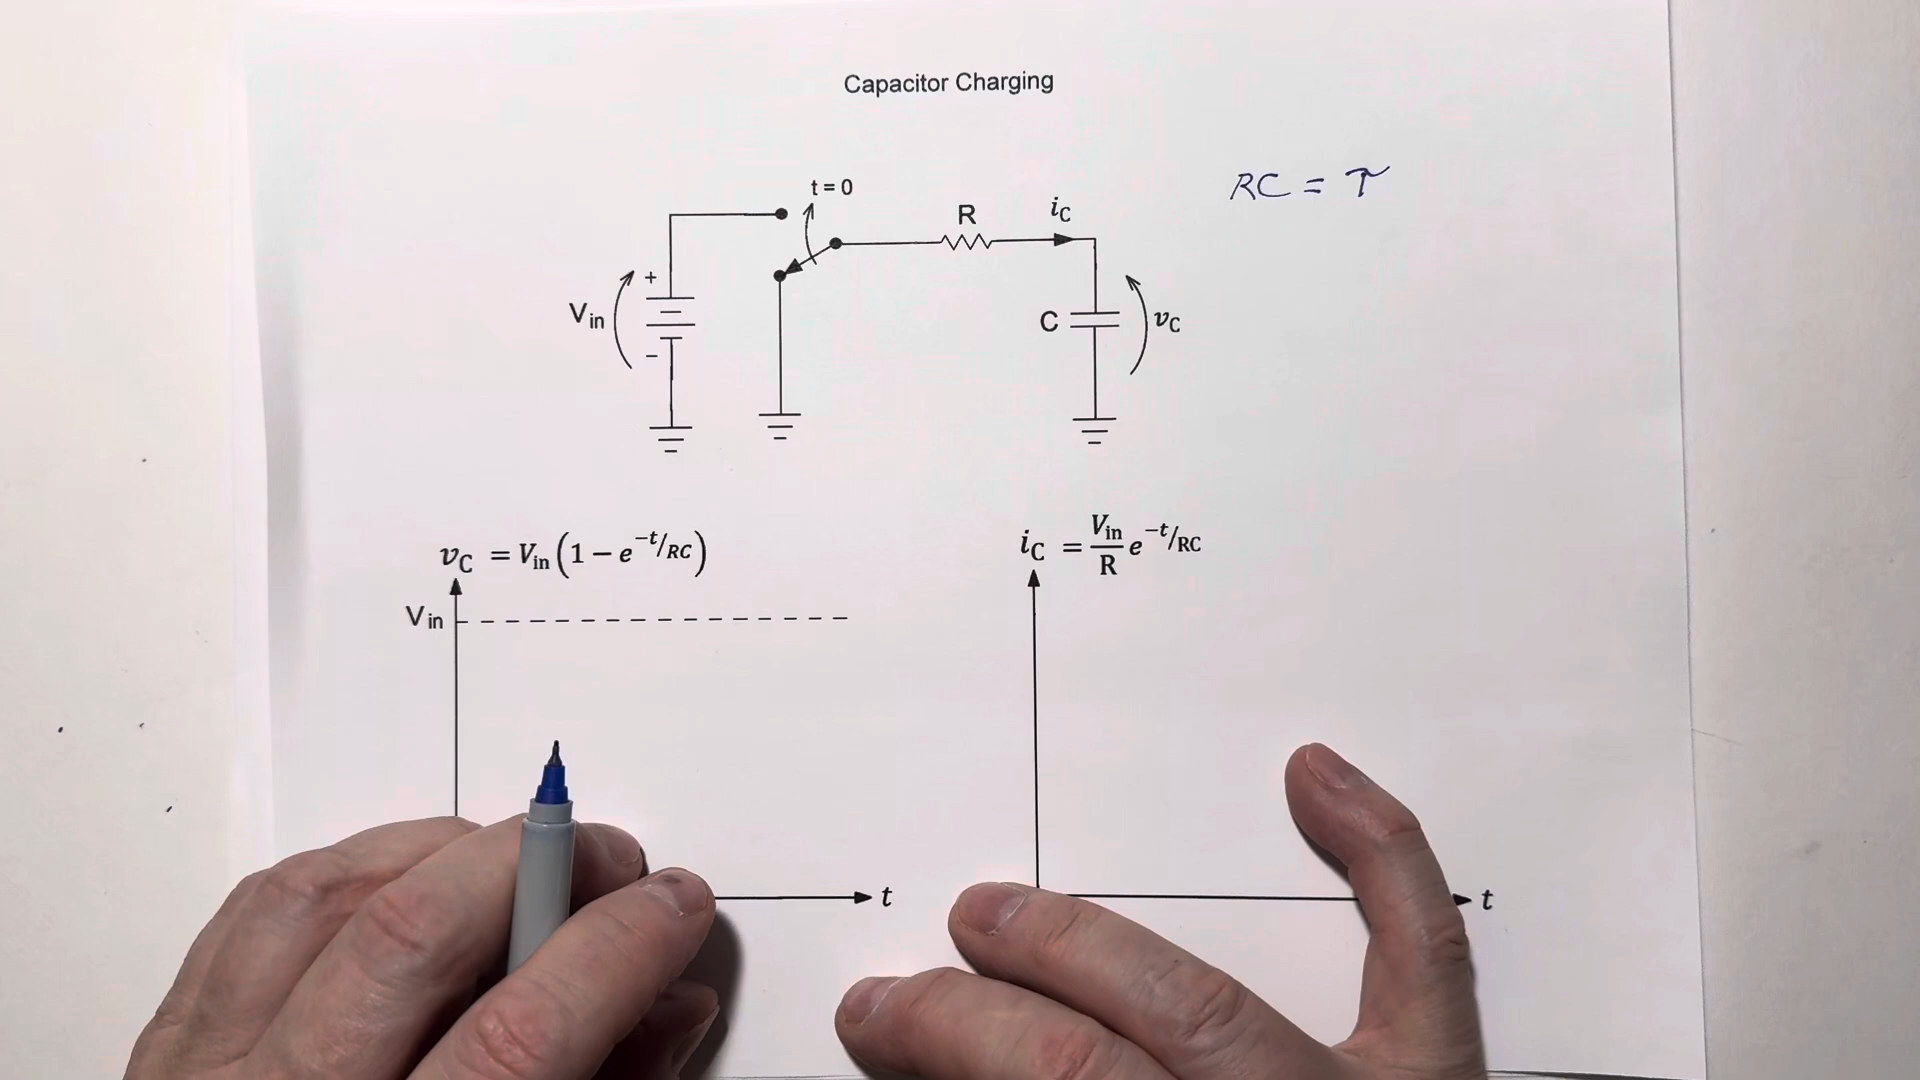 Capacitor Charging
RC = τ
t = 0
R
i_C
+
V_in
−
C
v_C
v_C = V_in(1 − e^{−t/RC})
i_C = V_in/R e^{−t/RC}
V_in
t
t